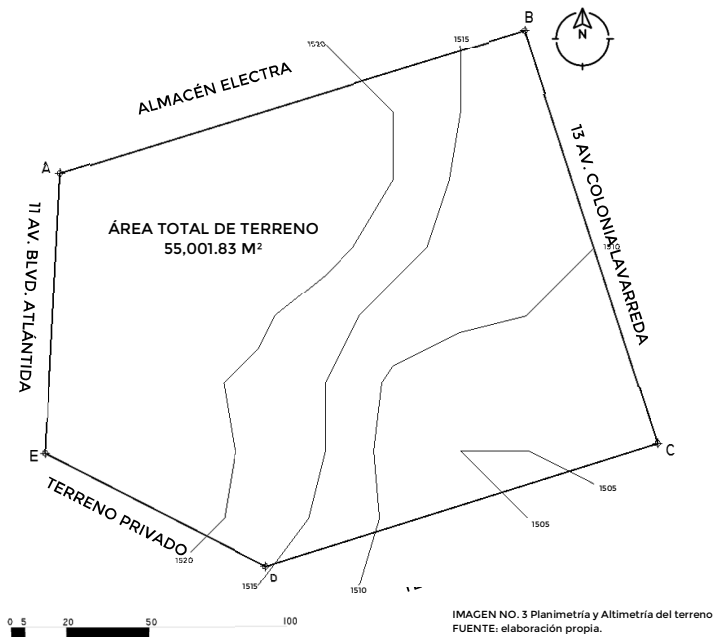 B
N
1520
1515
ALMACÉN ELECTRA
A
13 AV. COLONIA LAVARREDA
11 AV. BLVD. ATLÁNTIDA
ÁREA TOTAL DE TERRENO
55,001.83 M²
1510
C
E
TERRENO PRIVADO
1505
1505
1520
D
1515
1510
0 5 20 50 100
IMAGEN NO. 3 Planimetría y Altimetría del terreno
FUENTE: elaboración propia.